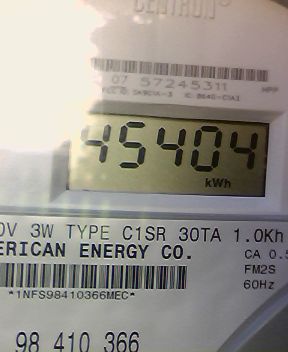 CENTRON
07 57245311
45404
kWh
0V 3W TYPE C1SR 30TA 1.0Kh
ERICAN ENERGY CO.
CA 0.5
FM2S
60Hz
*1NFS98410366MEC*
98 410 366